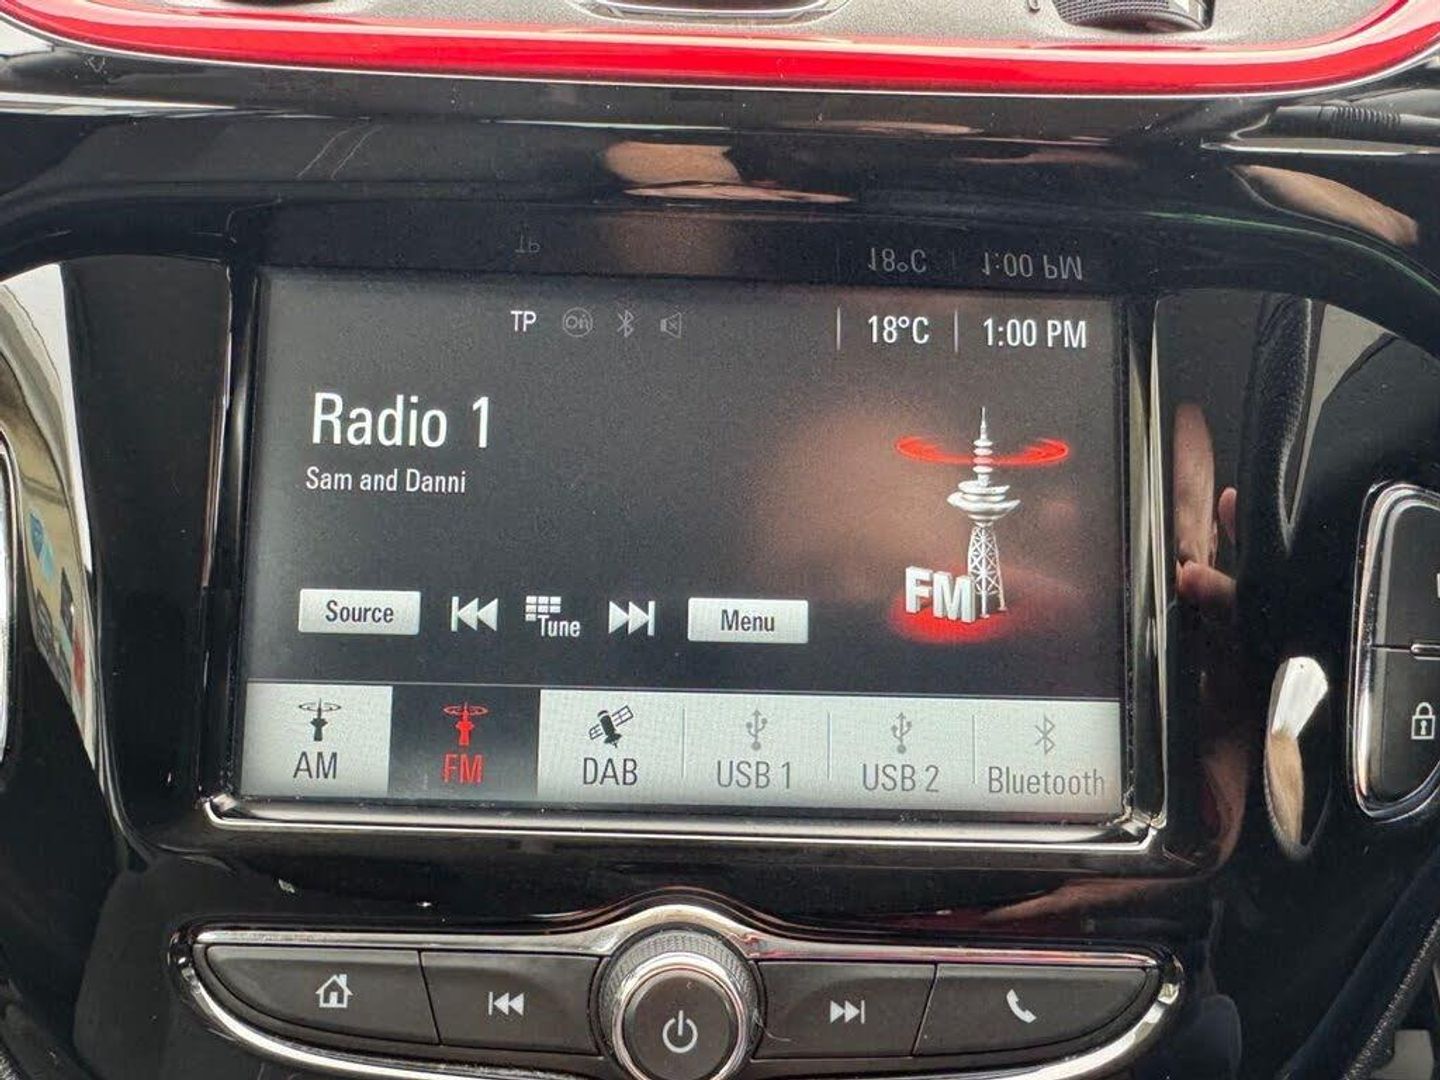 TP 18°C 1:00 PM
Radio 1
Sam and Danni
Source Tune Menu
FM
AM FM DAB USB 1 USB 2 Bluetooth